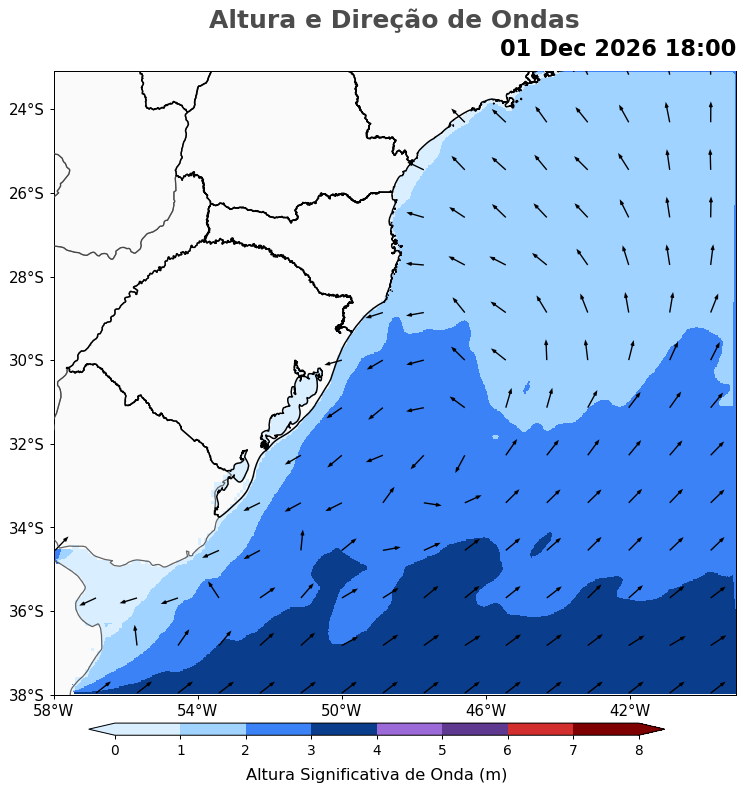 Altura e Direção de Ondas
01 Dec 2026 18:00
24°S
26°S
28°S
30°S
32°S
34°S
36°S
38°S
58°W 54°W 50°W 46°W 42°W
0 1 2 3 4 5 6 7 8
Altura Significativa de Onda (m)